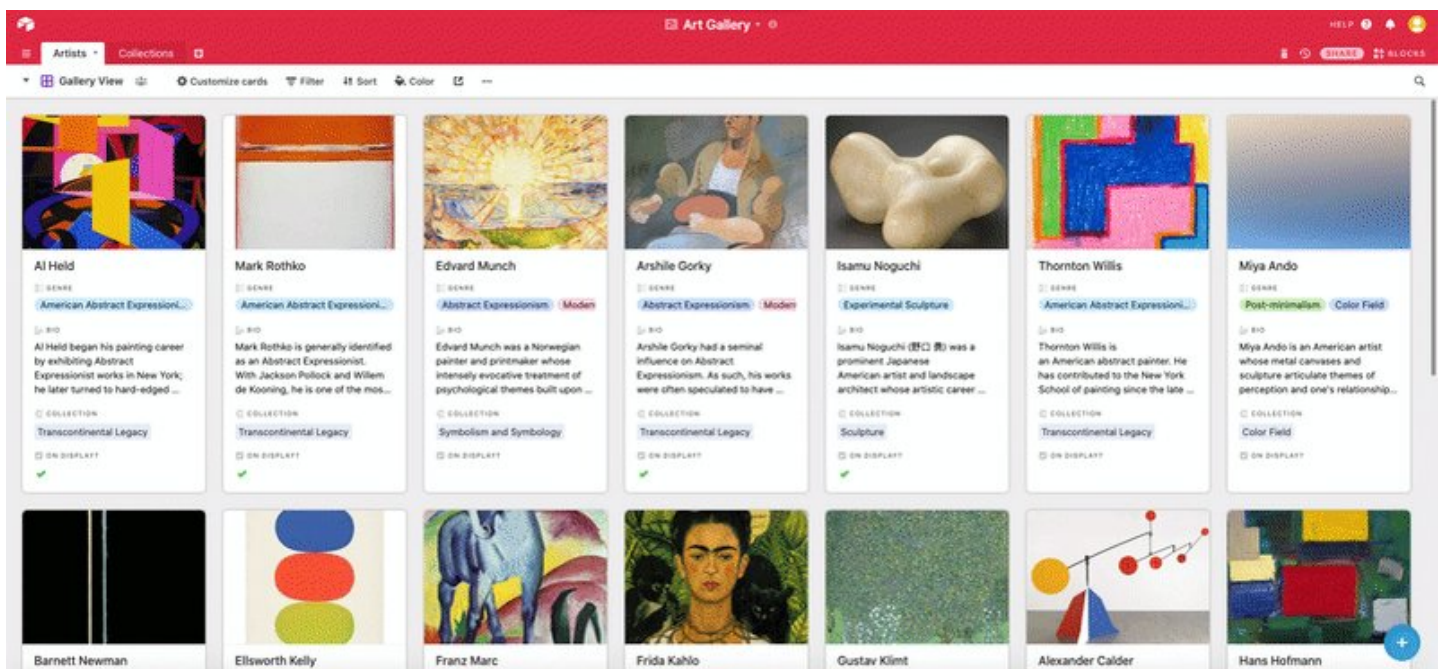 Art Gallery
HELP
Artists
Collections
SHARE
BLOCKS
Gallery View
Customize cards
Filter
Sort
Color
Al Held
GENRE
American Abstract Expressioni...
BIO
Al Held began his painting career
by exhibiting Abstract
Expressionist works in New York;
he later turned to hard-edged ...
COLLECTION
Transcontinental Legacy
ON DISPLAY?
Mark Rothko
GENRE
American Abstract Expressioni...
BIO
Mark Rothko is generally identified
as an Abstract Expressionist.
With Jackson Pollock and Willem
de Kooning, he is one of the mos...
COLLECTION
Transcontinental Legacy
ON DISPLAY?
Edvard Munch
GENRE
Abstract Expressionism Modern
BIO
Edvard Munch was a Norwegian
painter and printmaker whose
intensely evocative treatment of
psychological themes built upon ...
COLLECTION
Symbolism and Symbology
ON DISPLAY?
Arshile Gorky
GENRE
Abstract Expressionism Modern
BIO
Arshile Gorky had a seminal
influence on Abstract
Expressionism. As such, his works
were often speculated to have ...
COLLECTION
Transcontinental Legacy
ON DISPLAY?
Isamu Noguchi
GENRE
Experimental Sculpture
BIO
Isamu Noguchi (野口 勇) was a
prominent Japanese
American artist and landscape
architect whose artistic career ...
COLLECTION
Sculpture
ON DISPLAY?
Thornton Willis
GENRE
American Abstract Expressioni...
BIO
Thornton Willis is
an American abstract painter. He
has contributed to the New York
School of painting since the late ...
COLLECTION
Transcontinental Legacy
ON DISPLAY?
Miya Ando
GENRE
Post-minimalism Color Field
BIO
Miya Ando is an American artist
whose metal canvases and
sculpture articulate themes of
perception and one's relationship...
COLLECTION
Color Field
ON DISPLAY?
Barnett Newman
Ellsworth Kelly
Franz Marc
Frida Kahlo
Gustav Klimt
Alexander Calder
Hans Hofmann